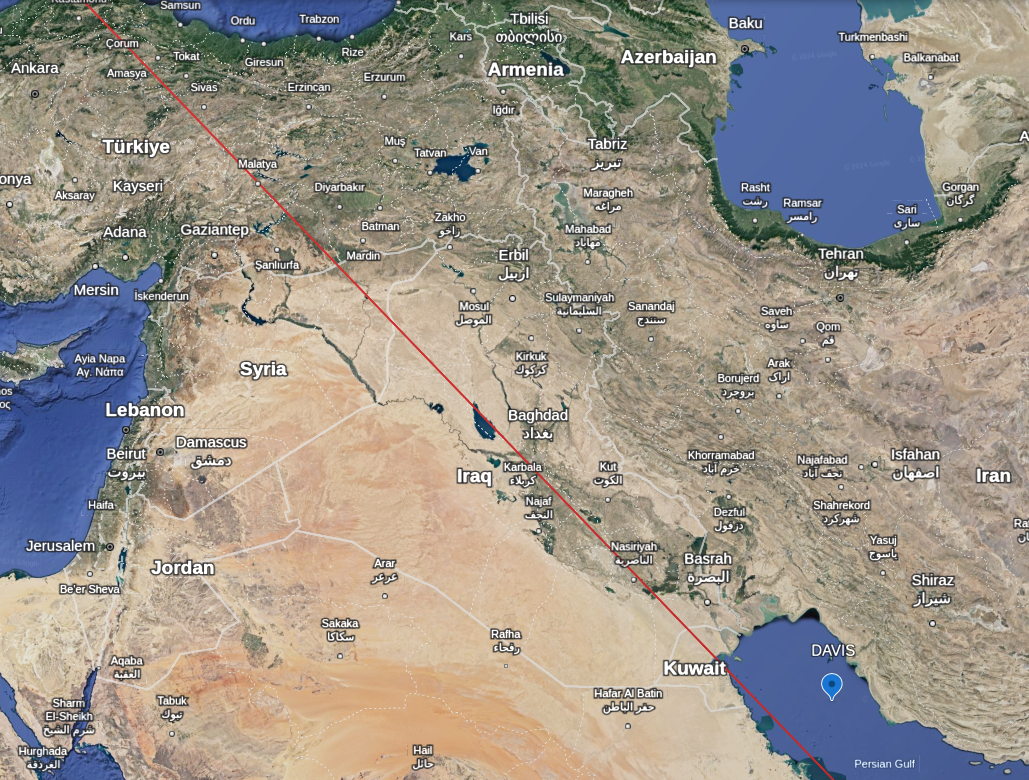 Kastamonu
Samsun
Ordu
Trabzon
Tbilisi
თბილისი
Baku
Turkmenbashi
Balkanabat
Kars
Rize
Giresun
Çorum
Tokat
Ankara
Amasya
Sivas
Erzincan
Erzurum
Armenia
Azerbaijan
Iğdır
Türkiye
Muş
Tatvan
Van
Tabriz
تبریز
Malatya
onya
Aksaray
Kayseri
Diyarbakır
Maragheh
مراغه
Rasht
رشت
Ramsar
رامسر
Gorgan
گرگان
Sari
ساری
Adana
Gaziantep
Batman
Zakho
زاخو
Mahabad
مهاباد
Mersin
İskenderun
Şanlıurfa
Mardin
Erbil
اربيل
Tehran
تهران
Mosul
الموصل
Sulaymaniyah
السليمانية
Sanandaj
سنندج
Saveh
ساوه
Qom
قم
Ayia Napa
Αγ. Νάπα
os
ος
Syria
Kirkuk
كركوك
Borujerd
بروجرد
Arak
اراک
Lebanon
Baghdad
بغداد
Damascus
دمشق
Beirut
بيروت
Iraq
Karbala
كربلاء
Kut
الكوت
Khorramabad
خرم آباد
Najafabad
نجف آباد
Isfahan
اصفهان
Iran
Haifa
Najaf
النجف
Dezful
دزفول
Shahrekord
شهرکرد
Jerusalem
Nasiriyah
الناصرية
Basrah
البصرة
Yasuj
یاسوج
Be'er Sheva
Jordan
Arar
عرعر
Shiraz
شیراز
Sakaka
سكاكا
Rafha
رفحاء
DAVIS
Aqaba
العقبة
Kuwait
Hafar Al Batin
حفر الباطن
Sharm
El-Sheikh
شرم الشيخ
Tabuk
تبوك
Hurghada
الغردقة
Hail
حائل
Persian Gulf